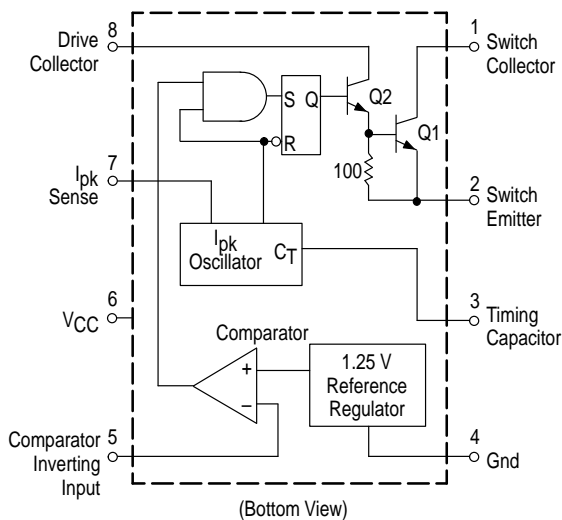 8
Drive
Collector
1
Switch
Collector
S Q
R
Q2
Q1
100
7
Ipk
Sense
2
Switch
Emitter
Ipk
Oscillator
CT
6
VCC
3
Timing
Capacitor
Comparator
+
–
1.25 V
Reference
Regulator
5
Comparator
Inverting
Input
4
Gnd
(Bottom View)